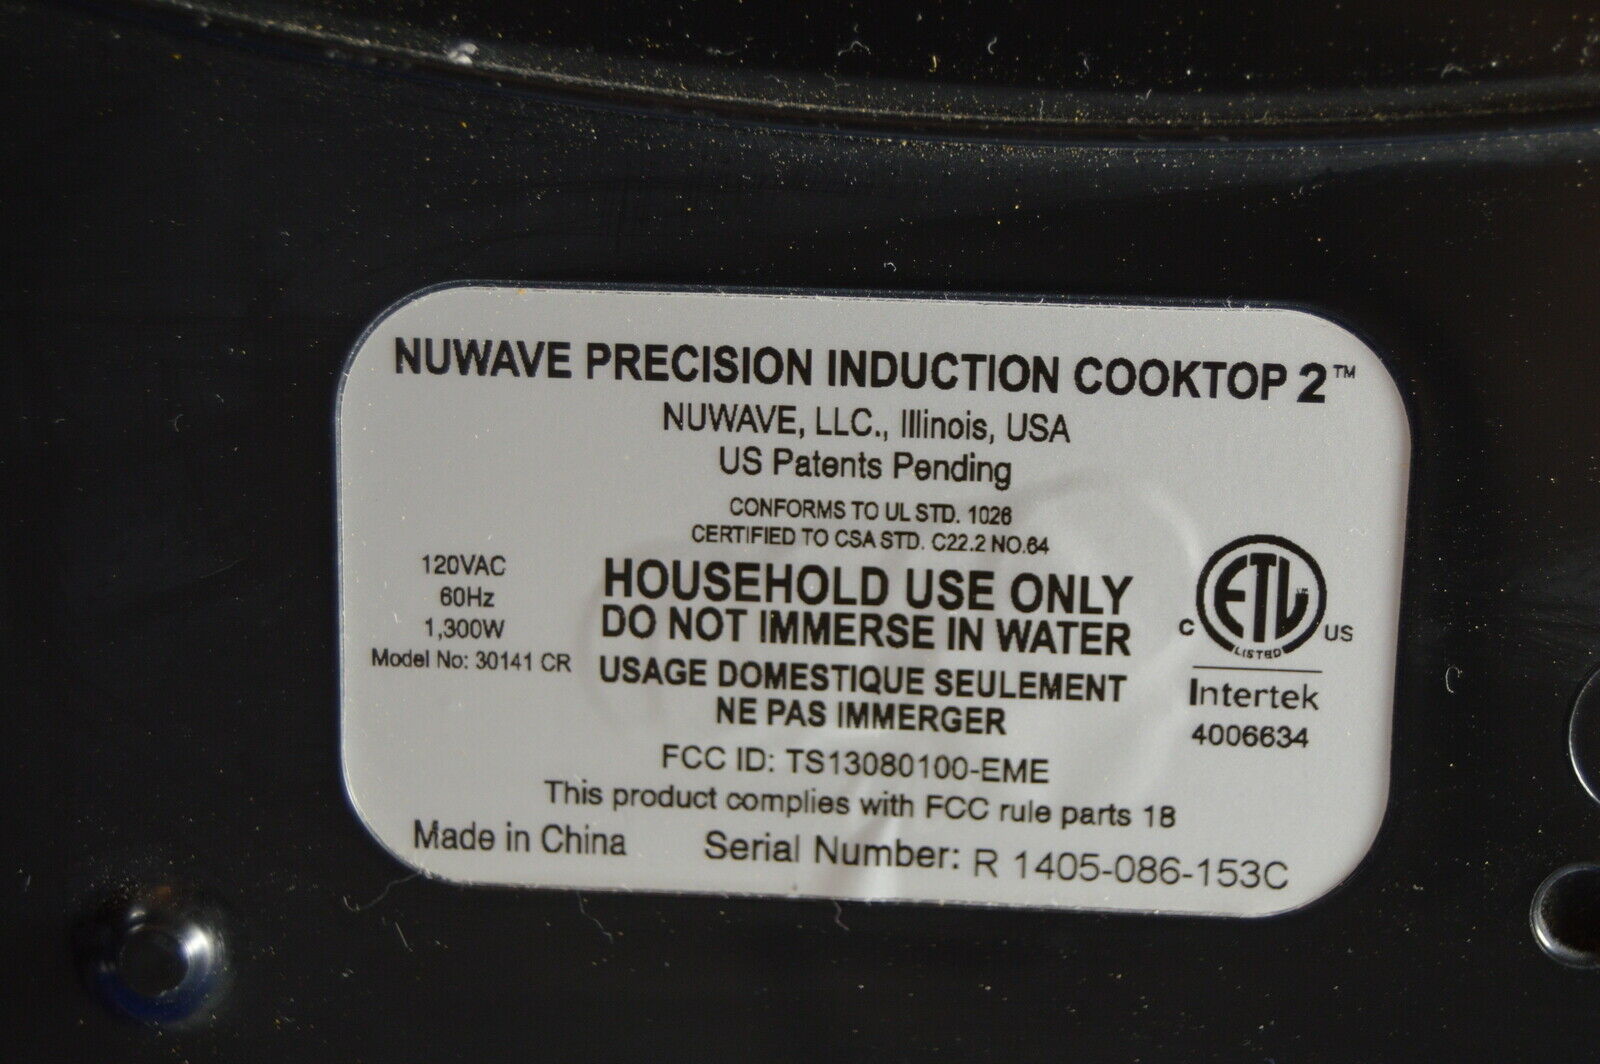 NUWAVE PRECISION INDUCTION COOKTOP 2™
NUWAVE, LLC., Illinois, USA
US Patents Pending
CONFORMS TO UL STD. 1026
CERTIFIED TO CSA STD. C22.2 NO.64
120VAC
60Hz
1,300W
Model No: 30141 CR
HOUSEHOLD USE ONLY
DO NOT IMMERSE IN WATER
USAGE DOMESTIQUE SEULEMENT
NE PAS IMMERGER
C ETL US
LISTED
Intertek
4006634
FCC ID: TS13080100-EME
This product complies with FCC rule parts 18
Made in China
Serial Number: R 1405-086-153C